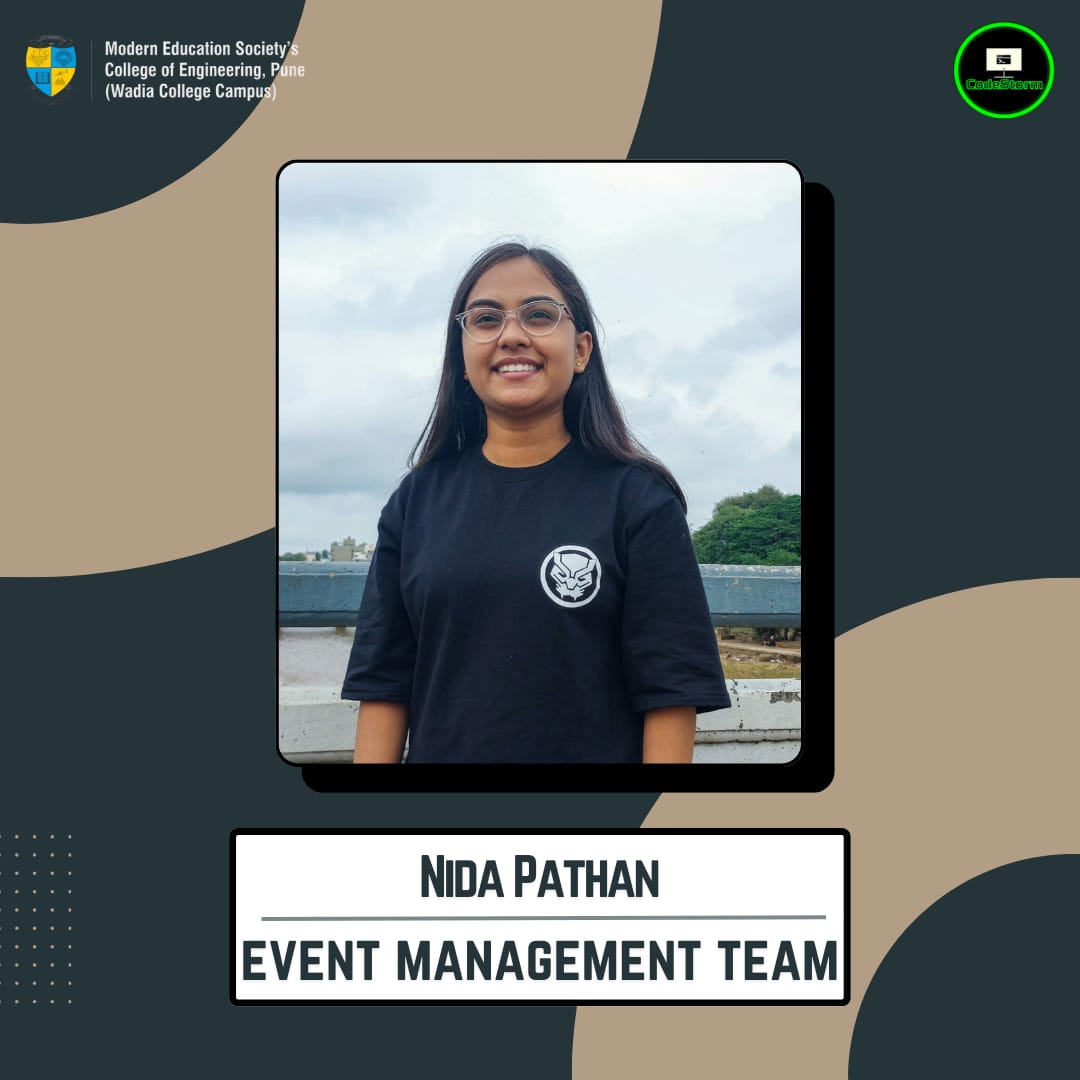 Modern Education Society's
College of Engineering, Pune
(Wadia College Campus)
CodeStorm
Nida Pathan
EVENT MANAGEMENT TEAM